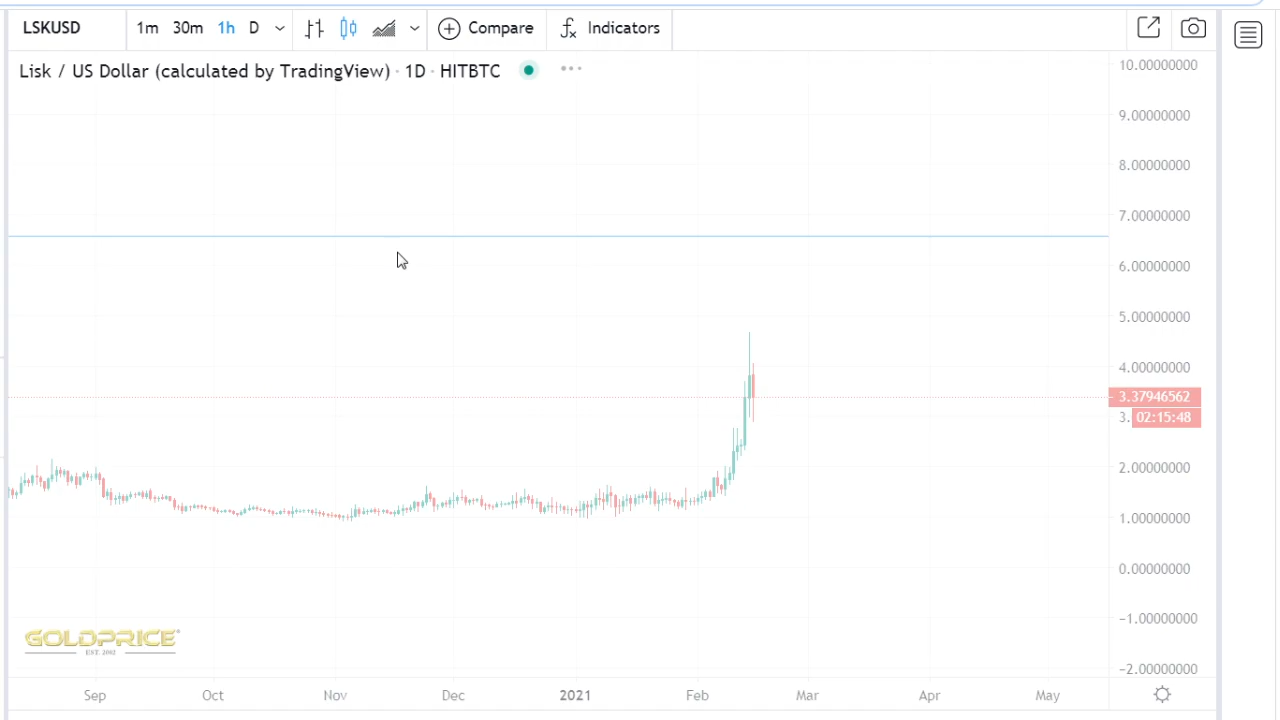 LSKUSD 1m 30m 1h D Compare Indicators
Lisk / US Dollar (calculated by TradingView) · 1D · HITBTC
10.00000000
9.00000000
8.00000000
7.00000000
6.00000000
5.00000000
4.00000000
3.37946562
3. 02:15:48
2.00000000
1.00000000
0.00000000
−1.00000000
−2.00000000
GOLDPRICE®
EST. 2002
Sep Oct Nov Dec 2021 Feb Mar Apr May